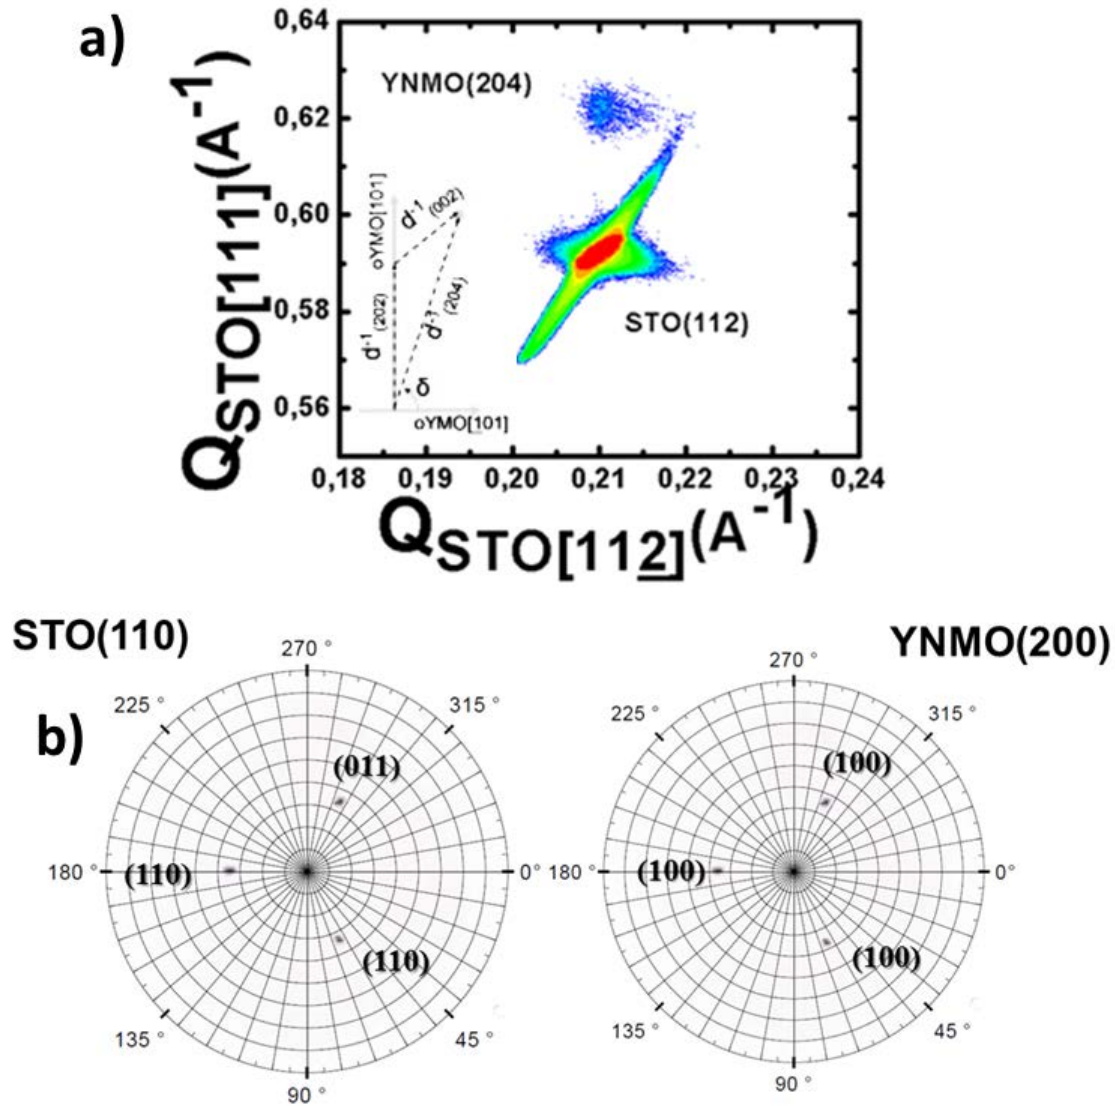 a)
0,64
0,62
0,60
0,58
0,56
QSTO[111](A-1)
YNMO(204)
STO(112)
oYMO[101]
d-1(002)
d-1(202)
d-1(204)
δ
oYMO[101]
0,18 0,19 0,20 0,21 0,22 0,23 0,24
QSTO[112](A-1)
STO(110)
YNMO(200)
b)
270 °
225 ° 315 °
(011)
180 ° (110) 0°
(110)
135 ° 45 °
90 °
270 °
225 ° 315 °
(100)
180 ° (100) 0°
(100)
135 ° 45 °
90 °